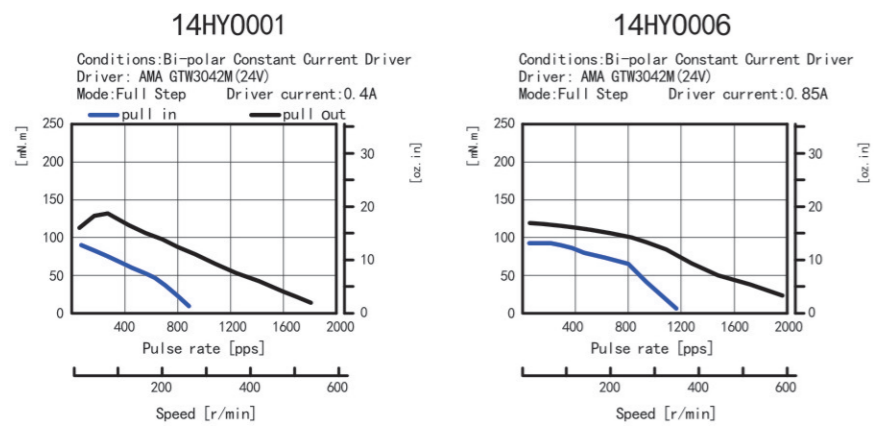 14HY0001
Conditions:Bi-polar Constant Current Driver
Driver: AMA GTW3042M(24V)
Mode:Full Step Driver current:0.4A
pull in pull out
[mN.m]
250
200
150
100
50
0
30
20
10
0
[oz.in]
400 800 1200 1600 2000
Pulse rate [pps]
200 400 600
Speed [r/min]
14HY0006
Conditions:Bi-polar Constant Current Driver
Driver: AMA GTW3042M(24V)
Mode:Full Step Driver current:0.85A
[mN.m]
250
200
150
100
50
0
30
20
10
0
[oz.in]
400 800 1200 1600 2000
Pulse rate [pps]
200 400 600
Speed [r/min]